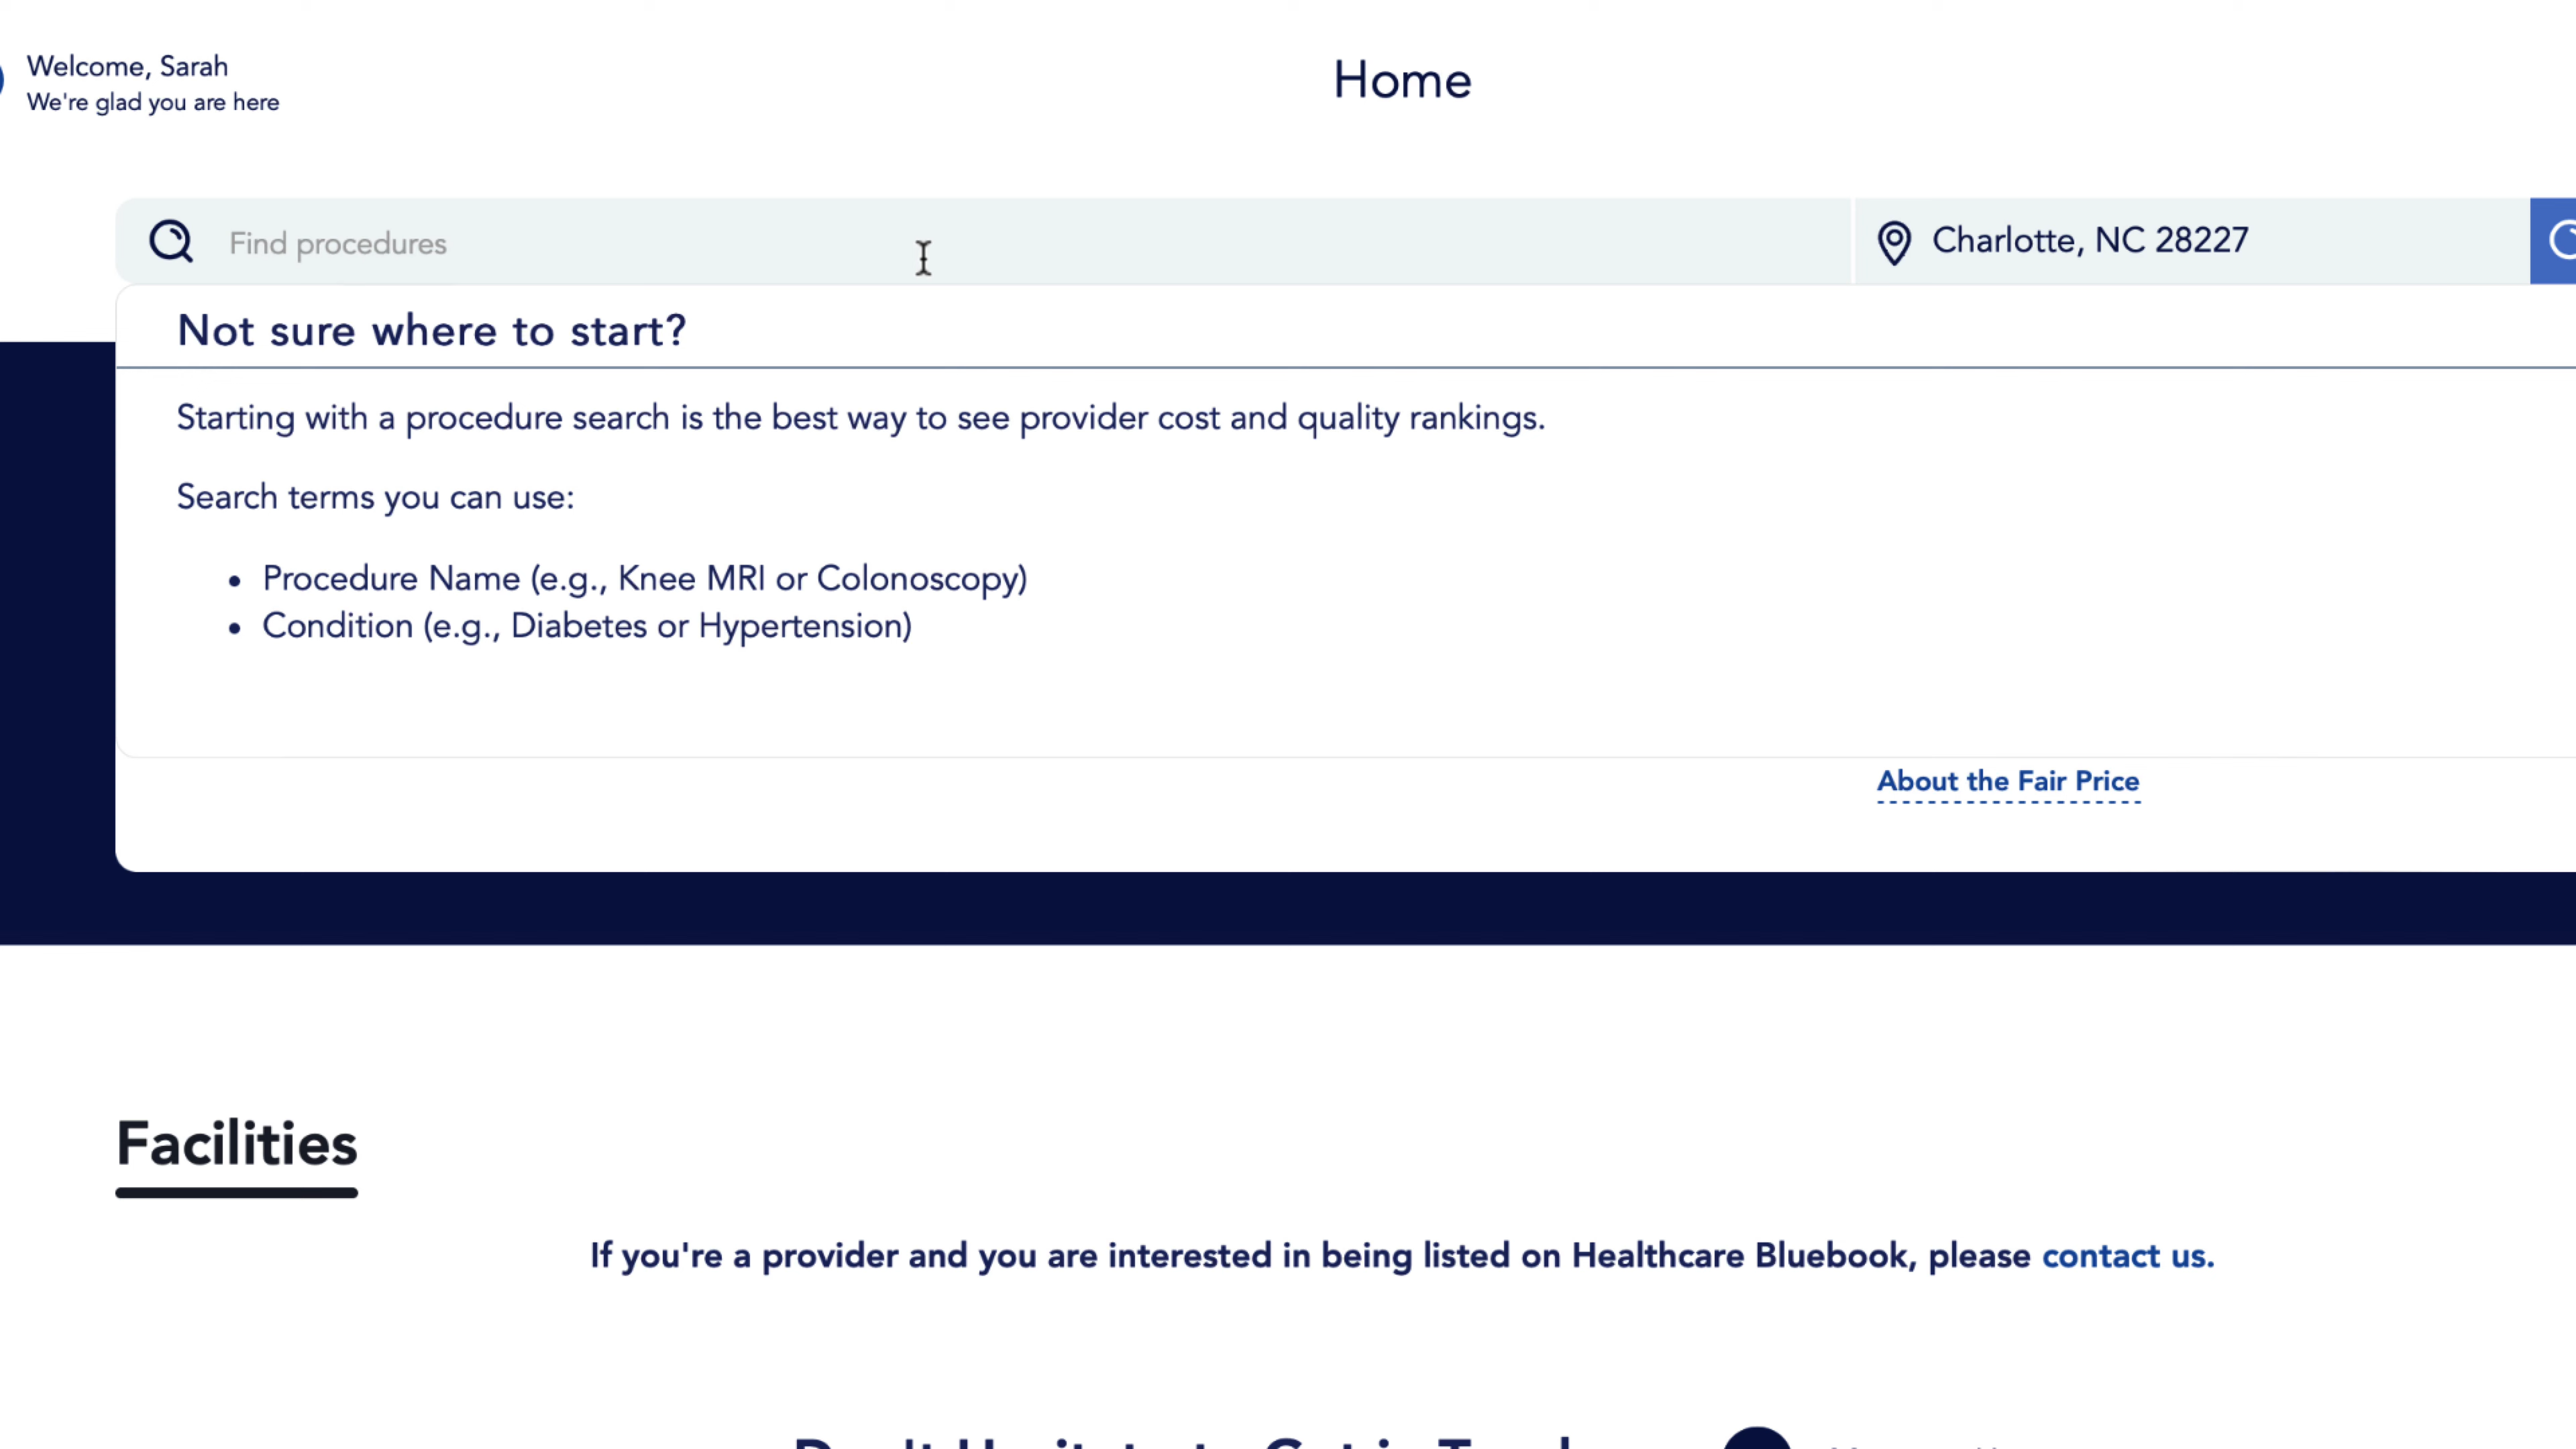 Welcome, Sarah
We're glad you are here
Home
Find procedures
Charlotte, NC 28227
Not sure where to start?
Starting with a procedure search is the best way to see provider cost and quality rankings.
Search terms you can use:
• Procedure Name (e.g., Knee MRI or Colonoscopy)
• Condition (e.g., Diabetes or Hypertension)
About the Fair Price
Facilities
If you're a provider and you are interested in being listed on Healthcare Bluebook, please contact us.